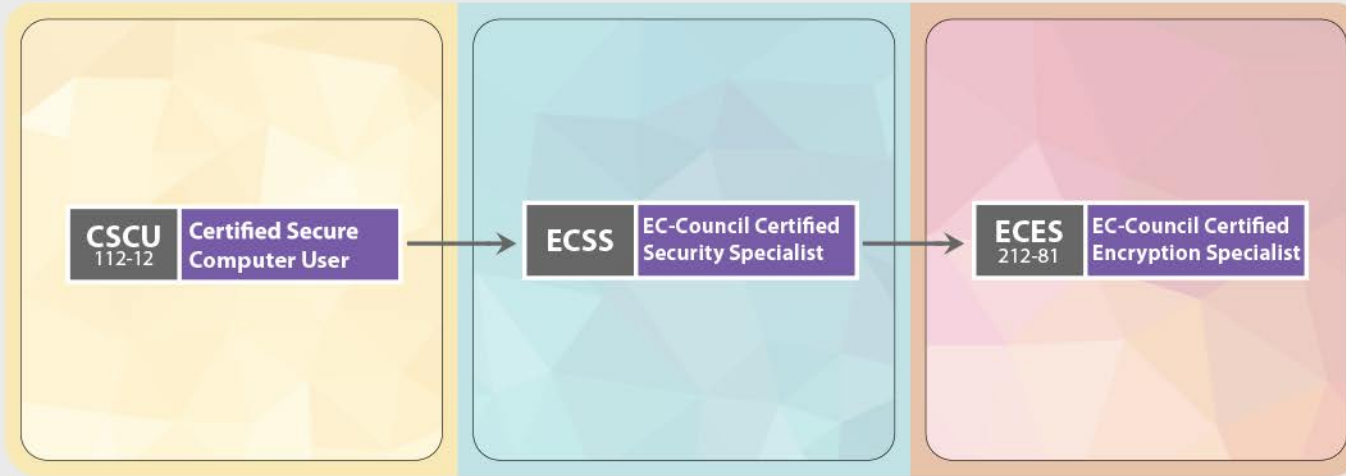 CSCU
112-12
Certified Secure
Computer User
ECSS
EC-Council Certified
Security Specialist
ECES
212-81
EC-Council Certified
Encryption Specialist